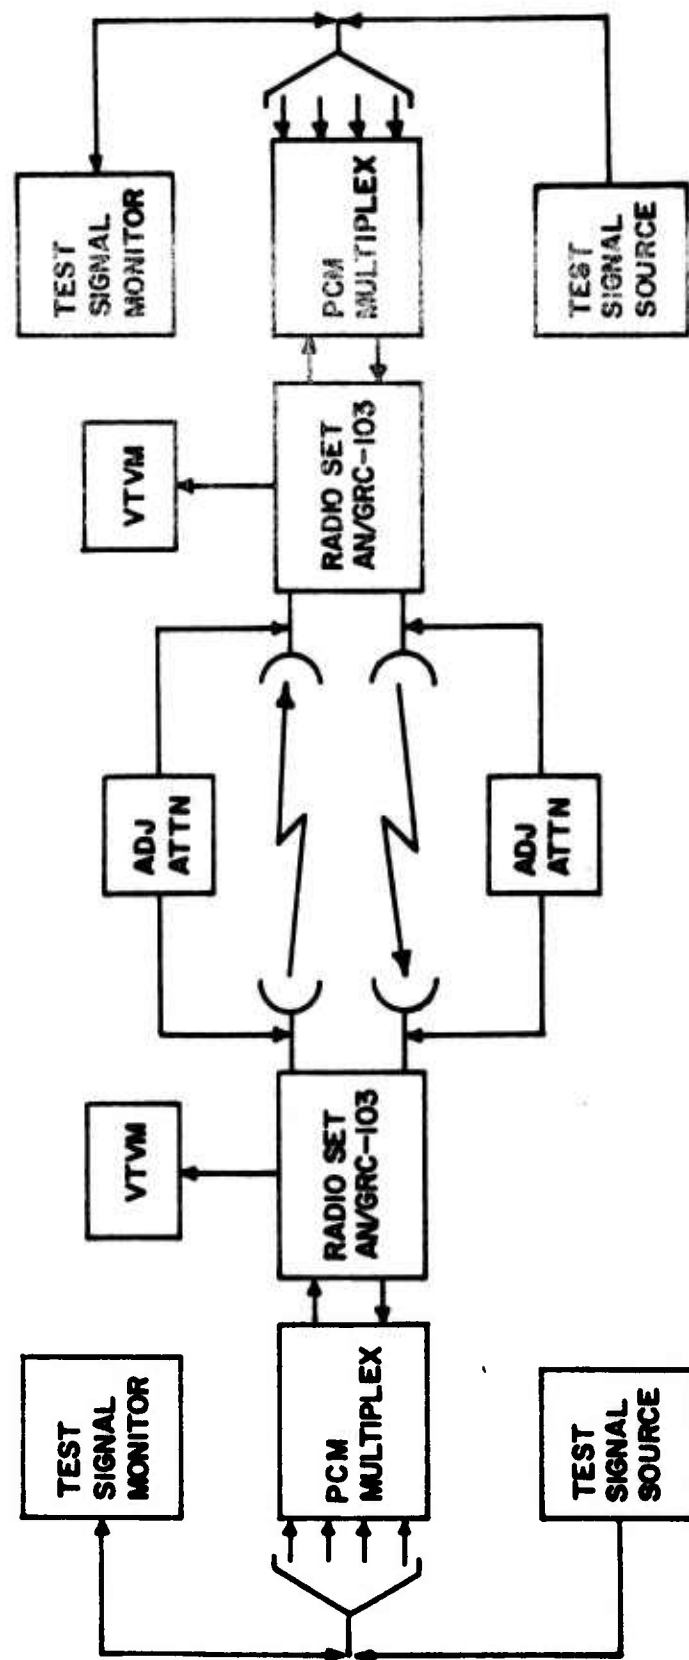 TEST
SIGNAL
MONITOR
PCM
MULTIPLEX
TEST
SIGNAL
SOURCE
VTVM
RADIO SET
AN/GRC-103
ADJ
ATTN
ADJ
ATTN
VTVM
RADIO SET
AN/GRC-103
TEST
SIGNAL
MONITOR
PCM
MULTIPLEX
TEST
SIGNAL
SOURCE